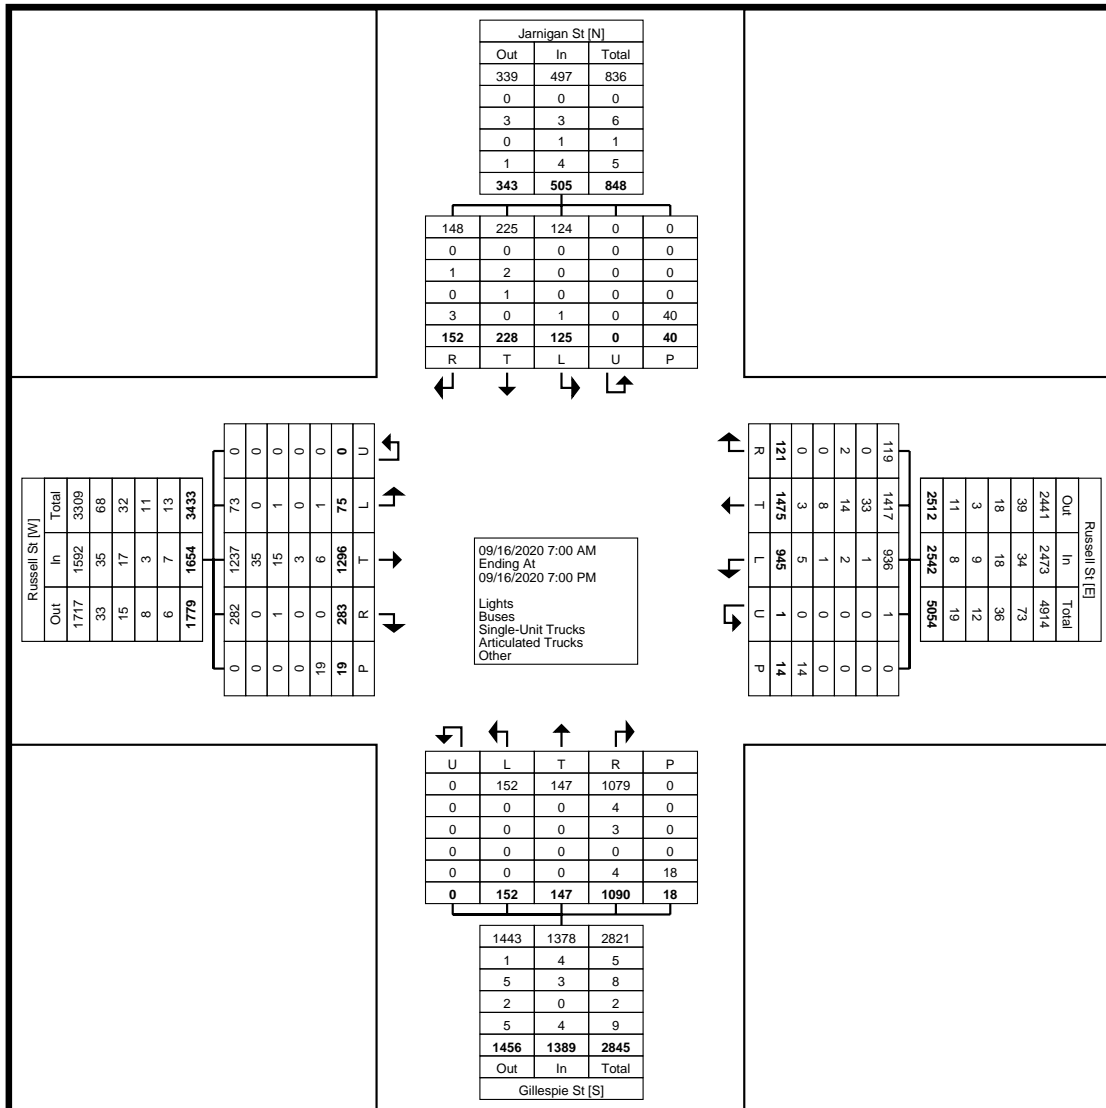 Jarnigan St [N]
Out In Total
339 497 836
0 0 0
3 3 6
0 1 1
1 4 5
343 505 848
148 225 124 0 0
0 0 0 0 0
1 2 0 0 0
0 1 0 0 0
3 0 1 0 40
152 228 125 0 40
R T L U P
Russell St [W]
Total In Out
3309 1592 1717
68 35 33
32 17 15
11 3 8
13 7 6
3433 1654 1779
0 73 1237 282 0
0 0 35 0 0
0 1 15 1 0
0 0 3 0 0
0 1 6 0 19
0 75 1296 283 19
U L T R P
09/16/2020 7:00 AM
Ending At
09/16/2020 7:00 PM
Lights
Buses
Single-Unit Trucks
Articulated Trucks
Other
Russell St [E]
Out In Total
2441 2473 4914
39 34 73
18 18 36
3 9 12
11 8 19
2512 2542 5054
119 1417 936 1 0
0 33 1 0 0
2 14 2 0 0
0 8 1 0 0
0 3 5 0 14
121 1475 945 1 14
R T L U P
U L T R P
0 152 147 1079 0
0 0 0 4 0
0 0 0 3 0
0 0 0 0 0
0 0 0 4 18
0 152 147 1090 18
1443 1378 2821
1 4 5
5 3 8
2 0 2
5 4 9
1456 1389 2845
Out In Total
Gillespie St [S]